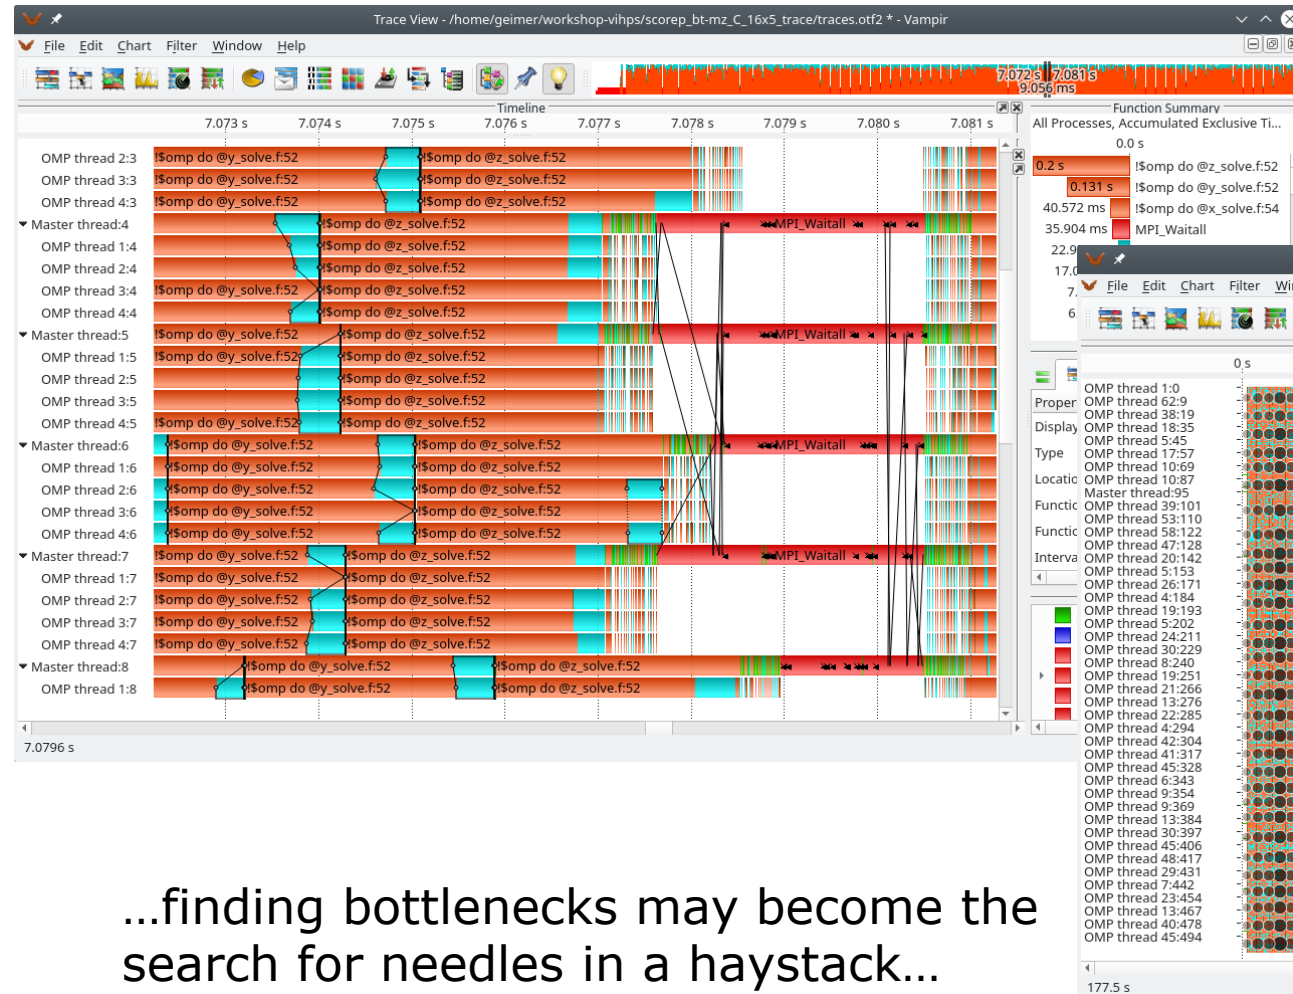 Trace View - /home/geimer/workshop-vihps/scorep_bt-mz_C_16x5_trace/traces.otf2 * - Vampir
File Edit Chart Filter Window Help
7.072 s 7.081 s
9.056 ms
Timeline
7.073 s 7.074 s 7.075 s 7.076 s 7.077 s 7.078 s 7.079 s 7.080 s 7.081 s
OMP thread 2:3 !$omp do @y_solve.f:52 !$omp do @z_solve.f:52
OMP thread 3:3 !$omp do @y_solve.f:52 !$omp do @z_solve.f:52
OMP thread 4:3 !$omp do @y_solve.f:52 !$omp do @z_solve.f:52
Master thread:4 !$omp do @z_solve.f:52 MPI_Waitall
OMP thread 1:4 !$omp do @y_solve.f:52 !$omp do @z_solve.f:52
OMP thread 2:4 !$omp do @y_solve.f:52 !$omp do @z_solve.f:52
OMP thread 3:4 !$omp do @y_solve.f:52 !$omp do @z_solve.f:52
OMP thread 4:4 !$omp do @y_solve.f:52 !$omp do @z_solve.f:52
Master thread:5 !$omp do @y_solve.f:52 !$omp do @z_solve.f:52 MPI_Waitall
OMP thread 1:5 !$omp do @y_solve.f:52 !$omp do @z_solve.f:52
OMP thread 2:5 !$omp do @z_solve.f:52
OMP thread 3:5 !$omp do @z_solve.f:52
OMP thread 4:5 !$omp do @y_solve.f:52 !$omp do @z_solve.f:52
Master thread:6 !$omp do @y_solve.f:52 !$omp do @z_solve.f:52 MPI_Waitall
OMP thread 1:6 !$omp do @y_solve.f:52 !$omp do @z_solve.f:52
OMP thread 2:6 !$omp do @y_solve.f:52 !$omp do @z_solve.f:52
OMP thread 3:6 !$omp do @y_solve.f:52 !$omp do @z_solve.f:52
OMP thread 4:6 !$omp do @y_solve.f:52 !$omp do @z_solve.f:52
Master thread:7 !$omp do @y_solve.f:52 !$omp do @z_solve.f:52 MPI_Waitall
OMP thread 1:7 !$omp do @y_solve.f:52 !$omp do @z_solve.f:52
OMP thread 2:7 !$omp do @y_solve.f:52 !$omp do @z_solve.f:52
OMP thread 3:7 !$omp do @y_solve.f:52 !$omp do @z_solve.f:52
OMP thread 4:7 !$omp do @y_solve.f:52 !$omp do @z_solve.f:52
Master thread:8 !$omp do @y_solve.f:52 !$omp do @z_solve.f:52
OMP thread 1:8 !$omp do @y_solve.f:52 !$omp do @z_solve.f:52
7.0796 s
Function Summary
All Processes, Accumulated Exclusive Ti...
0.0 s
0.2 s !$omp do @z_solve.f:52
0.131 s !$omp do @y_solve.f:52
40.572 ms !$omp do @x_solve.f:54
35.904 ms MPI_Waitall
22.9
17.0
7.
6.
Proper
Display
Type
Locatio
Functic
Functic
Interva
File Edit Chart Filter Wi
0 s
OMP thread 1:0
OMP thread 62:9
OMP thread 38:19
OMP thread 18:35
OMP thread 5:45
OMP thread 17:57
OMP thread 10:69
OMP thread 10:87
Master thread:95
OMP thread 39:101
OMP thread 53:110
OMP thread 58:122
OMP thread 47:128
OMP thread 20:142
OMP thread 5:153
OMP thread 26:171
OMP thread 4:184
OMP thread 19:193
OMP thread 5:202
OMP thread 24:211
OMP thread 30:229
OMP thread 8:240
OMP thread 19:251
OMP thread 21:266
OMP thread 13:276
OMP thread 22:285
OMP thread 4:294
OMP thread 42:304
OMP thread 41:317
OMP thread 45:328
OMP thread 6:343
OMP thread 9:354
OMP thread 9:369
OMP thread 13:384
OMP thread 30:397
OMP thread 45:406
OMP thread 48:417
OMP thread 29:431
OMP thread 7:442
OMP thread 23:454
OMP thread 13:467
OMP thread 40:478
OMP thread 45:494
177.5 s
...finding bottlenecks may become the
search for needles in a haystack...